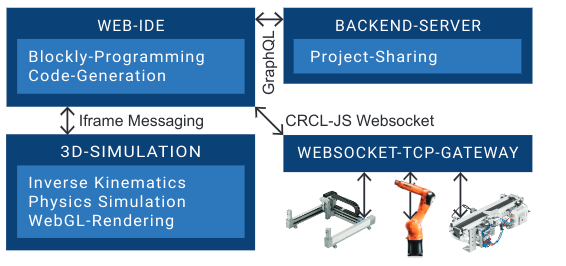 WEB-IDE
Blockly-Programming
Code-Generation
GraphQL
BACKEND-SERVER
Project-Sharing
Iframe Messaging
CRCL-JS Websocket
3D-SIMULATION
Inverse Kinematics
Physics Simulation
WebGL-Rendering
WEBSOCKET-TCP-GATEWAY